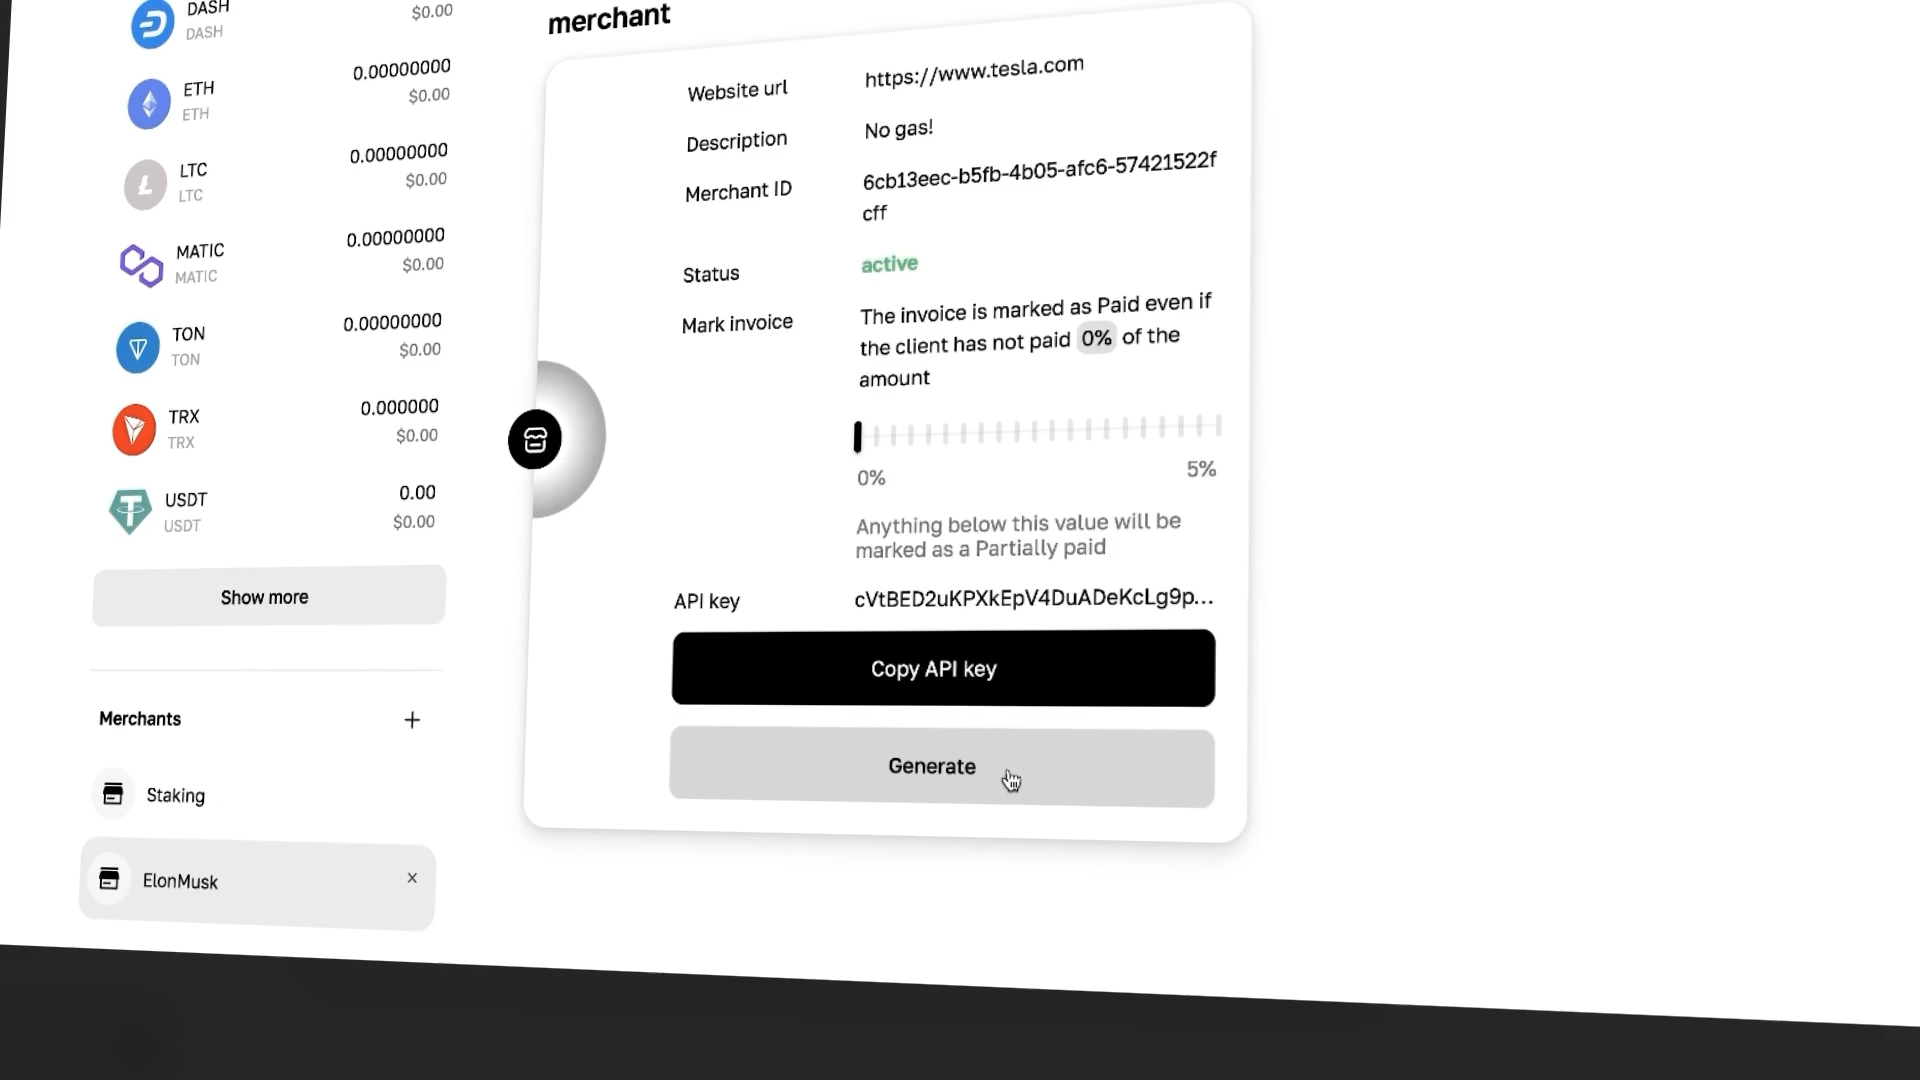 DASH
DASH
$0.00
ETH
ETH
0.00000000
$0.00
LTC
LTC
0.00000000
$0.00
MATIC
MATIC
0.00000000
$0.00
TON
TON
0.00000000
$0.00
TRX
TRX
0.000000
$0.00
USDT
USDT
0.00
$0.00
Show more
Merchants
Staking
ElonMusk
merchant
Website url
https://www.tesla.com
Description
No gas!
Merchant ID
6cb13eec-b5fb-4b05-afc6-57421522f
cff
Status
active
Mark invoice
The invoice is marked as Paid even if
the client has not paid 0% of the
amount
0%
5%
Anything below this value will be
marked as a Partially paid
API key
cVtBED2uKPXkEpV4DuADeKcLg9p...
Copy API key
Generate